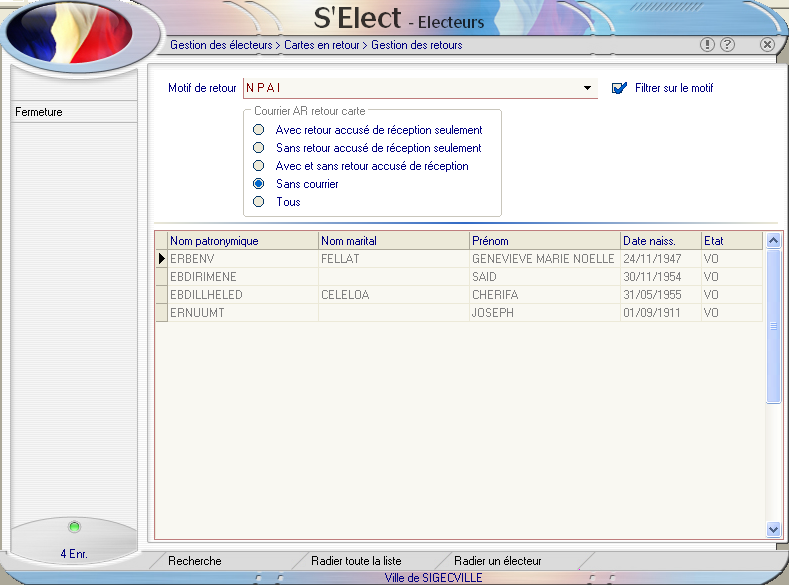 S'Elect - Electeurs
Gestion des électeurs > Cartes en retour > Gestion des retours
Fermeture
Motif de retour N P A I Filtrer sur le motif
Courrier AR retour carte
Avec retour accusé de réception seulement
Sans retour accusé de réception seulement
Avec et sans retour accusé de réception
Sans courrier
Tous
Nom patronymique Nom marital Prénom Date naiss. Etat
ERBENV FELLAT GENEVIEVE MARIE NOELLE 24/11/1947 VO
EBDIRIMENE SAID 30/11/1954 VO
EBDILLHELED CELELOA CHERIFA 31/05/1955 VO
ERNUUMT JOSEPH 01/09/1911 VO
4 Enr.
Recherche Radier toute la liste Radier un électeur
Ville de SIGECVILLE